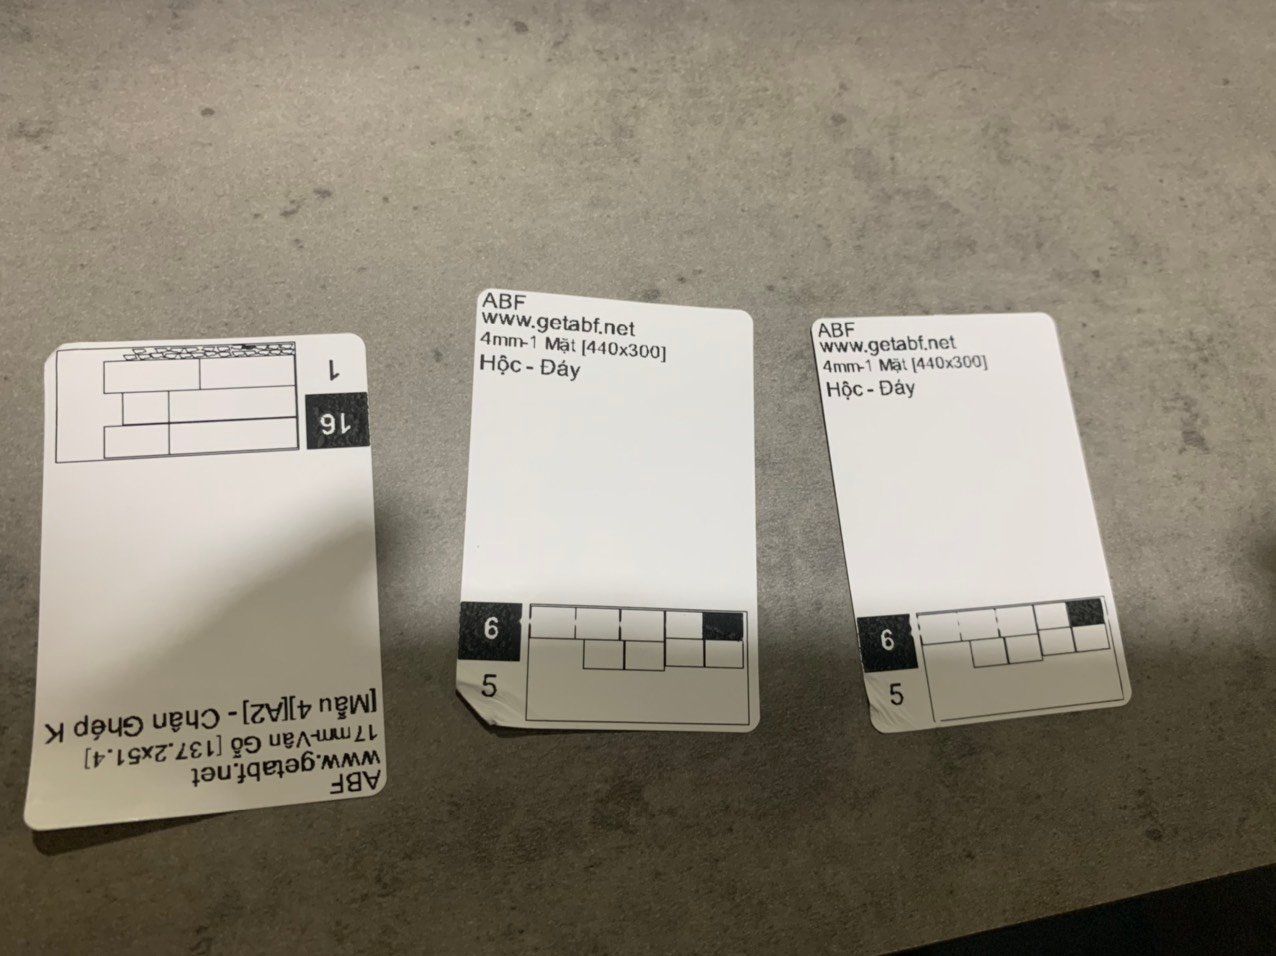 ABF
www.getabf.net
17mm-Vân Gỗ [137.2x51.4]
[Mẫu 4][A2] - Chân Ghép K
16
1
ABF
www.getabf.net
4mm-1 Mặt [440x300]
Hộc - Đáy
6
5
ABF
www.getabf.net
4mm-1 Mặt [440x300]
Hộc - Đáy
6
5